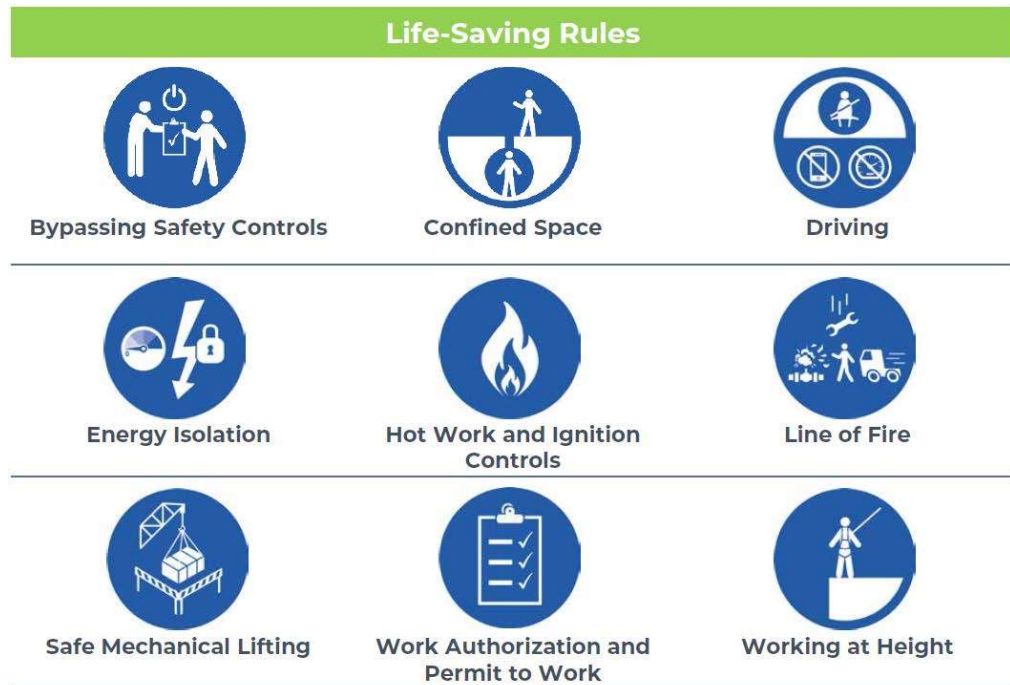 Life-Saving Rules
Bypassing Safety Controls
Confined Space
Driving
Energy Isolation
Hot Work and Ignition
Controls
Line of Fire
Safe Mechanical Lifting
Work Authorization and
Permit to Work
Working at Height